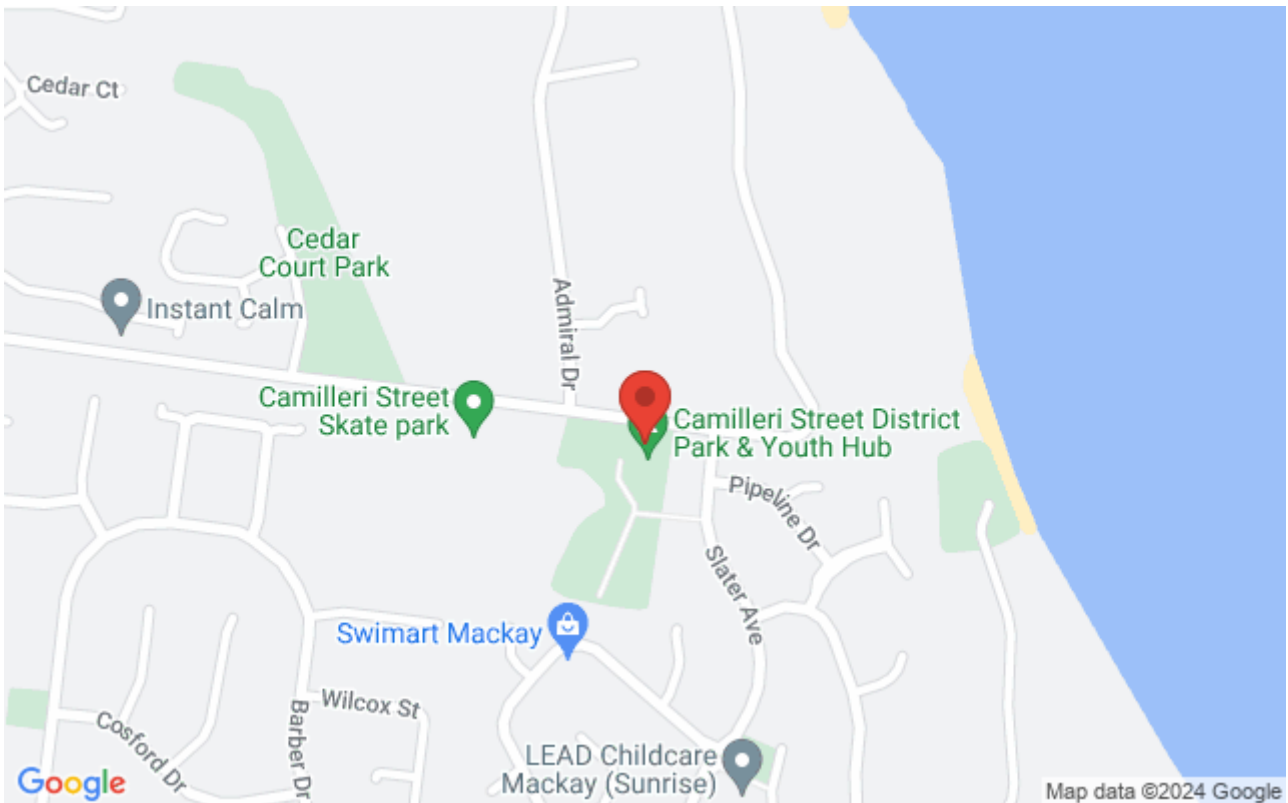 Cedar Ct
Cedar
Court Park
Instant Calm
Admiral Dr
Camilleri Street
Skate park
Camilleri Street District
Park & Youth Hub
Pipeline Dr
Slater Ave
Swimart Mackay
Wilcox St
Barber Dr
Cosford Dr
LEAD Childcare
Mackay (Sunrise)
Google
Map data ©2024 Google